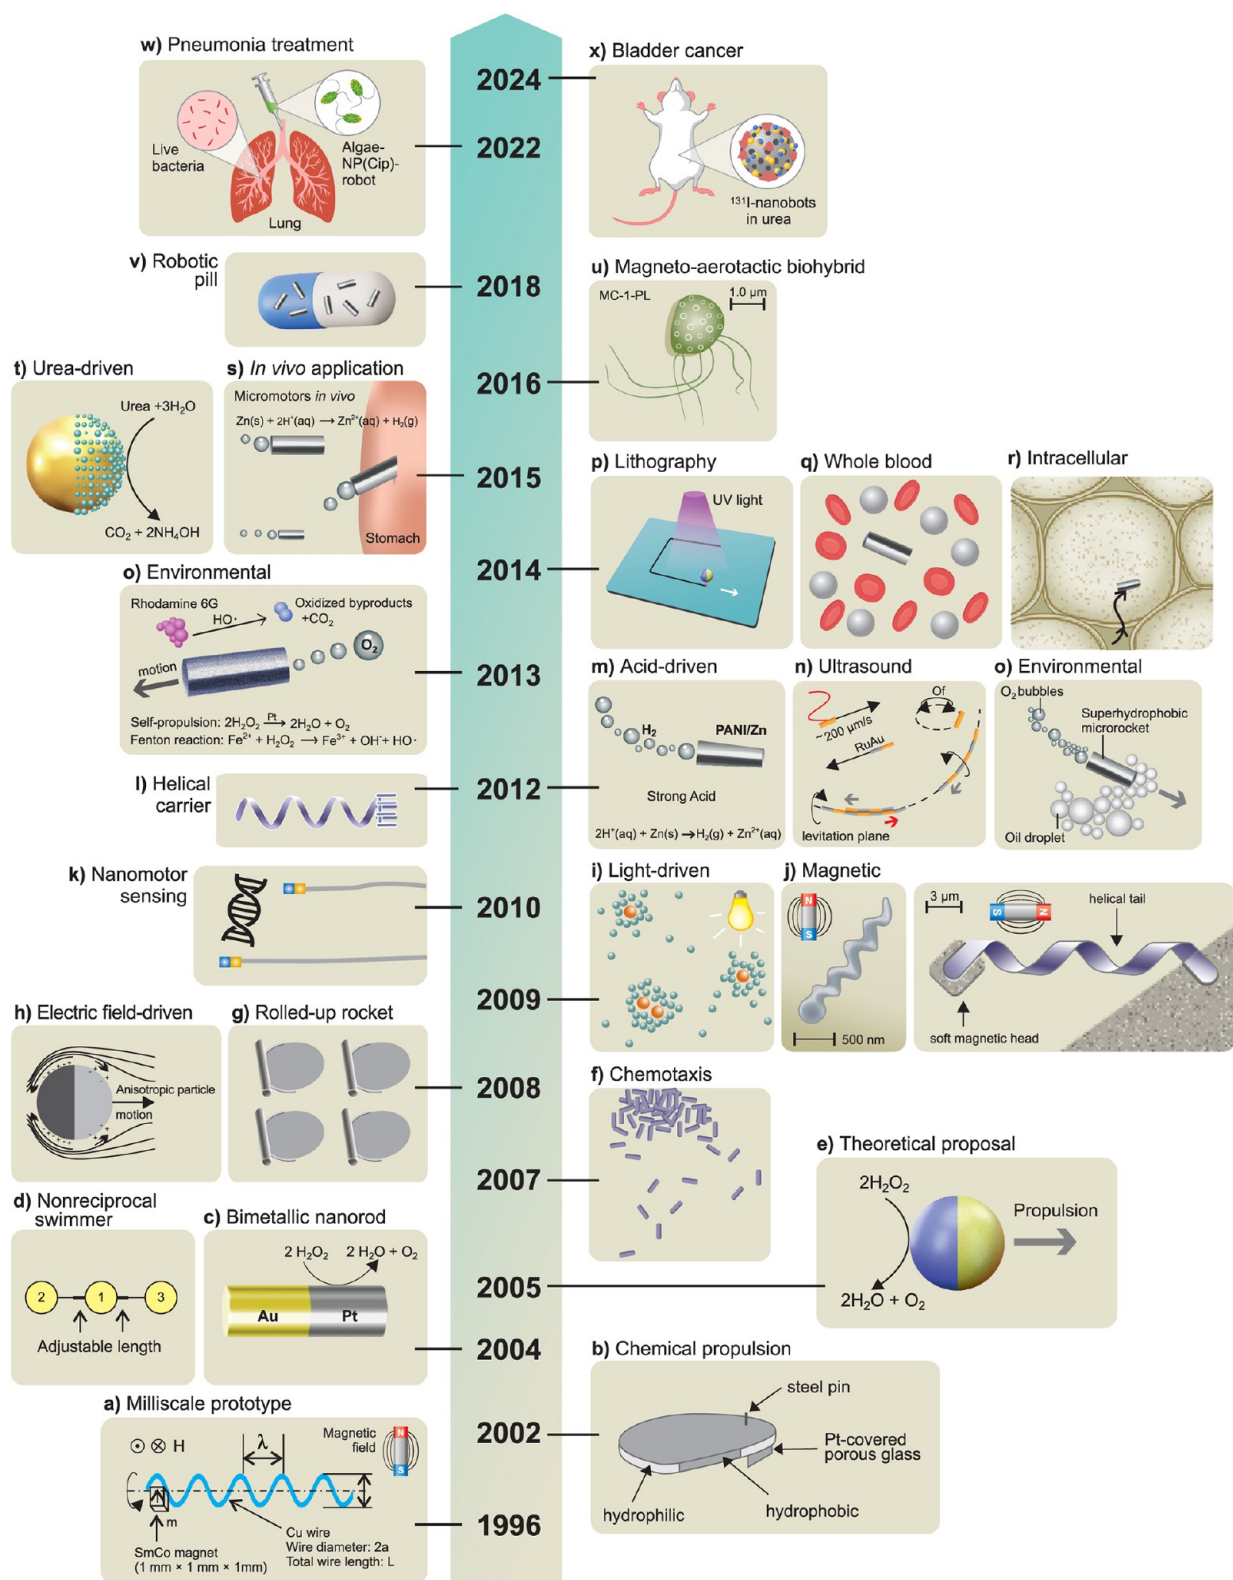 w) Pneumonia treatment
Live
bacteria
Algae-
NP(Cip)-
robot
Lung
2024
2022
x) Bladder cancer
¹³¹I-nanobots
in urea
v) Robotic
pill
2018
u) Magneto-aerotactic biohybrid
MC-1-PL
1.0 µm
2016
t) Urea-driven
Urea +3H₂O
CO₂ + 2NH₄OH
s) In vivo application
Micromotors in vivo
Zn(s) + 2H⁺(aq) → Zn²⁺(aq) + H₂(g)
Stomach
2015
p) Lithography
UV light
q) Whole blood
r) Intracellular
2014
o) Environmental
Rhodamine 6G
HO·
Oxidized byproducts
+CO₂
O₂
motion
Self-propulsion: 2H₂O₂ Pt→ 2H₂O + O₂
Fenton reaction: Fe²⁺ + H₂O₂ → Fe³⁺ + OH⁻+ HO·
2013
m) Acid-driven
H₂
PANI/Zn
Strong Acid
2H⁺(aq) + Zn(s) → H₂(g) + Zn²⁺(aq)
n) Ultrasound
Of
~200 µm/s
RuAu
levitation plane
o) Environmental
O₂ bubbles
Superhydrophobic
microrocket
Oil droplet
l) Helical
carrier
2012
k) Nanomotor
sensing
2010
i) Light-driven
j) Magnetic
N
S
500 nm
3 µm
S
N
helical tail
soft magnetic head
2009
h) Electric field-driven
Anisotropic particle
motion
g) Rolled-up rocket
2008
f) Chemotaxis
2007
e) Theoretical proposal
2H₂O₂
Propulsion
2H₂O + O₂
2005
d) Nonreciprocal
swimmer
2
1
3
Adjustable length
c) Bimetallic nanorod
2 H₂O₂
2 H₂O + O₂
Au
Pt
2004
b) Chemical propulsion
steel pin
Pt-covered
porous glass
hydrophilic
hydrophobic
2002
a) Milliscale prototype
H
λ
Magnetic
field
N
S
m
SmCo magnet
(1 mm × 1 mm × 1mm)
Cu wire
Wire diameter: 2a
Total wire length: L
1996